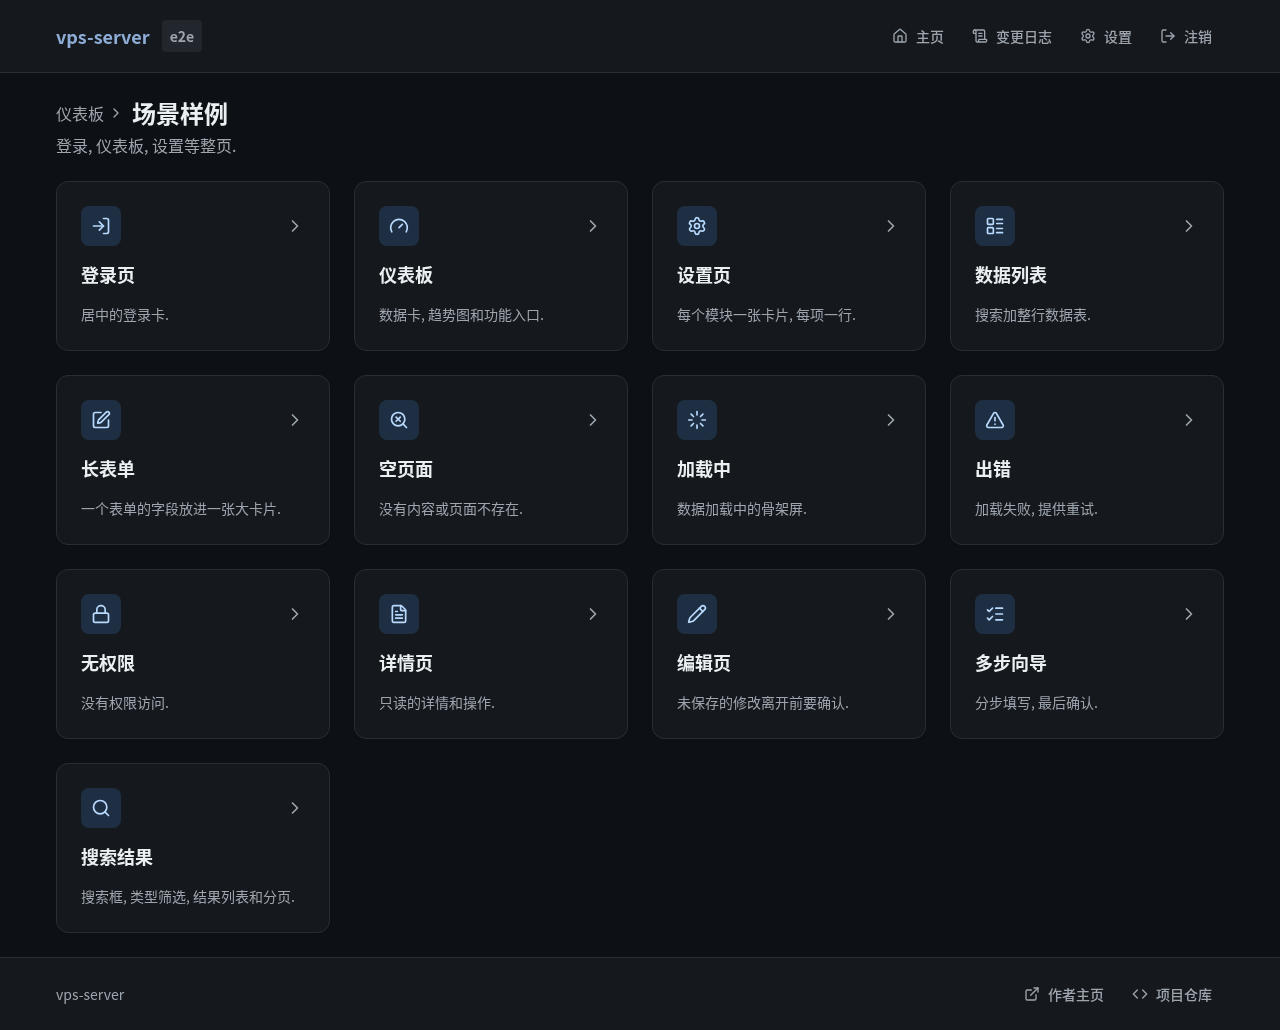 vps-server e2e 主页 变更日志 设置 注销
仪表板 场景样例
登录, 仪表板, 设置等整页.
登录页
居中的登录卡.
仪表板
数据卡, 趋势图和功能入口.
设置页
每个模块一张卡片, 每项一行.
数据列表
搜索加整行数据表.
长表单
一个表单的字段放进一张大卡片.
空页面
没有内容或页面不存在.
加载中
数据加载中的骨架屏.
出错
加载失败, 提供重试.
无权限
没有权限访问.
详情页
只读的详情和操作.
编辑页
未保存的修改离开前要确认.
多步向导
分步填写, 最后确认.
搜索结果
搜索框, 类型筛选, 结果列表和分页.
vps-server 作者主页 项目仓库